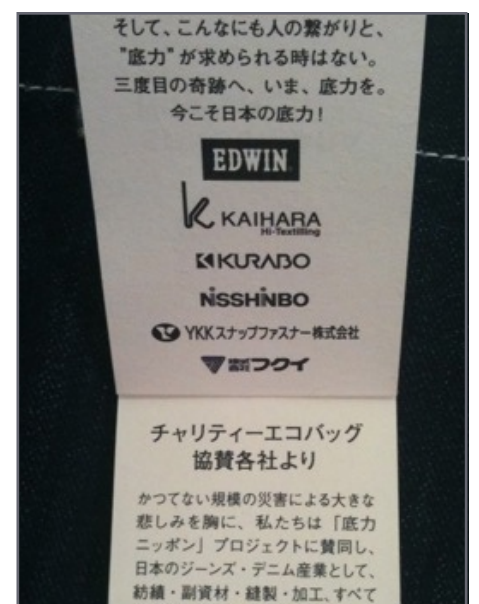 そして、こんなにも人の繋がりと、
"底力" が求められる時はない。
三度目の奇跡へ、いま、底力を。
今こそ日本の底力！
EDWIN
KAIHARA
Hi-Textilling
KURABO
NISSHINBO
YKKスナップファスナー株式会社
株式会社フクイ
チャリティーエコバッグ
協賛各社より
かつてない規模の災害による大きな
悲しみを胸に、私たちは「底力
ニッポン」プロジェクトに賛同し、
日本のジーンズ・デニム産業として、
紡績・副資材・縫製・加工、すべて